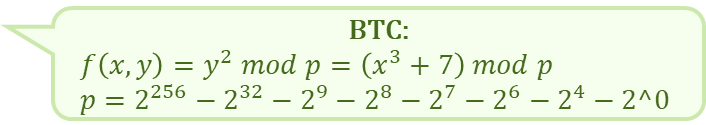 BTC:
f(x, y) = y² mod p = (x³ + 7) mod p
p = 2²⁵⁶ − 2³² − 2⁹ − 2⁸ − 2⁷ − 2⁶ − 2⁴ − 2^0